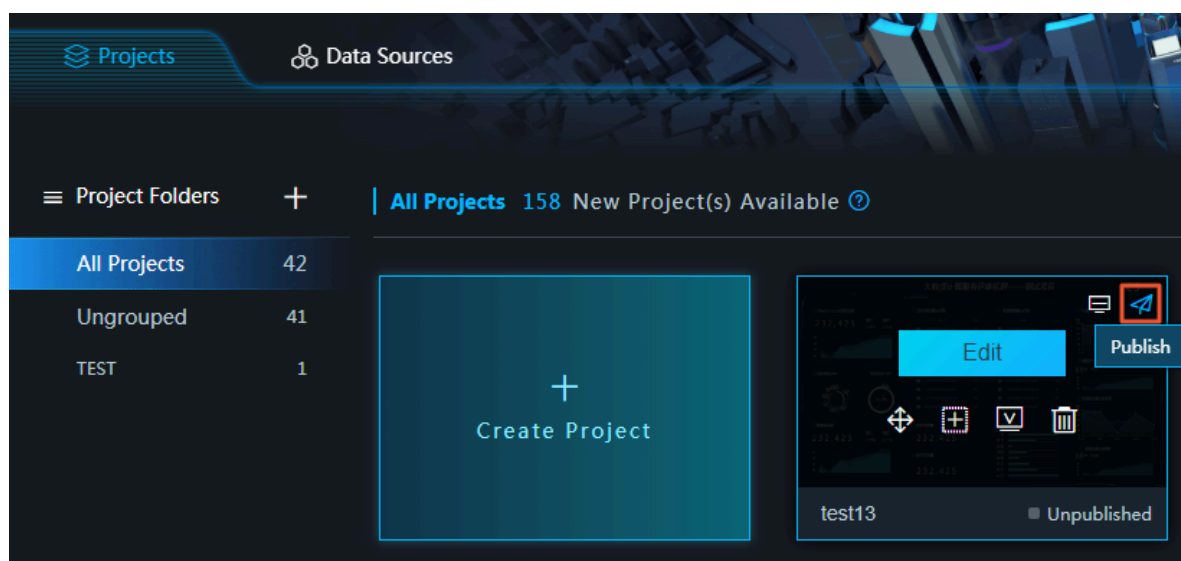 Projects
Data Sources
Project Folders
All Projects 158 New Project(s) Available
All Projects 42
Ungrouped 41
TEST 1
Edit
Publish
Create Project
test13
Unpublished